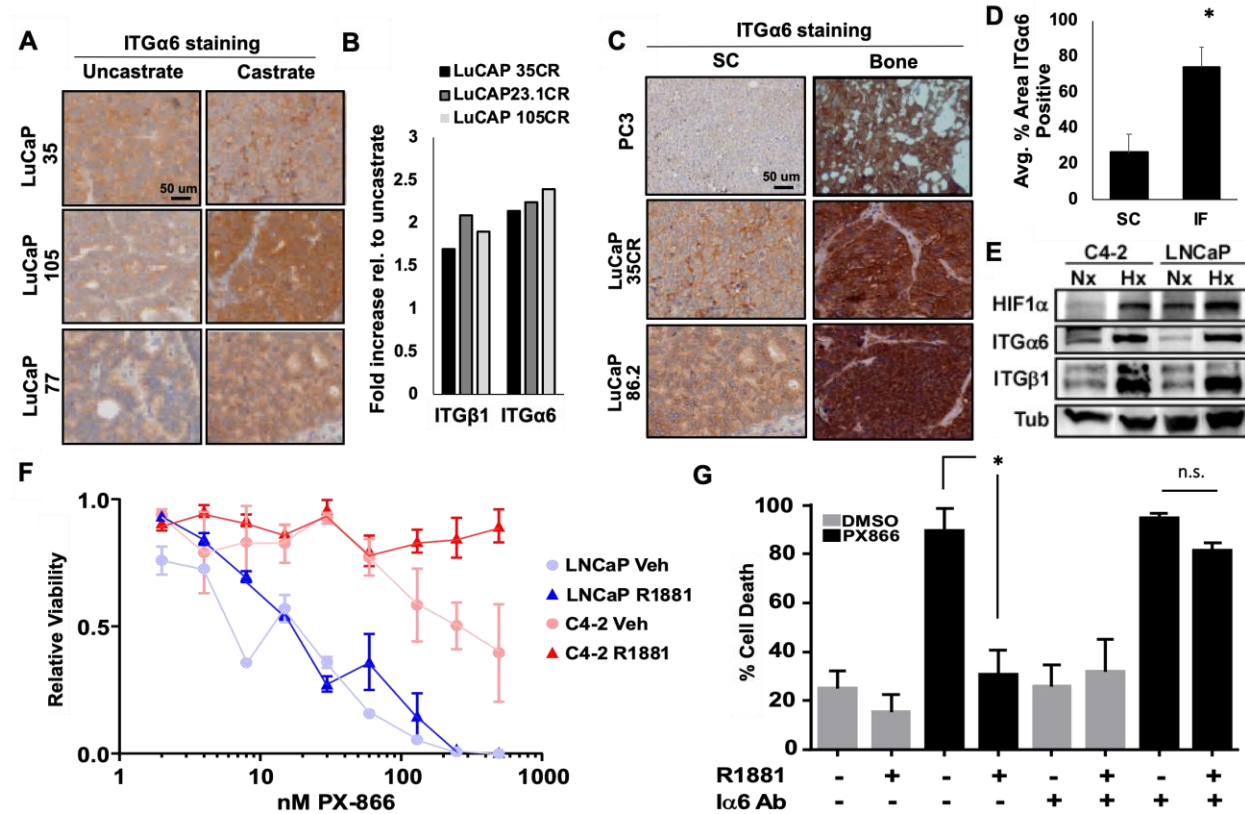 A
ITGα6 staining
Uncastrate Castrate
LuCaP 35
50 um
LuCaP 105
LuCaP 77
B
LuCAP 35CR
LuCAP23.1CR
LuCAP 105CR
Fold increase rel. to uncastrate
3
2.5
2
1.5
1
0.5
0
ITGβ1 ITGα6
C
ITGα6 staining
SC Bone
PC3
50 um
LuCaP 35CR
LuCaP 86.2
D
Avg. % Area ITGα6 Positive
100
80
60
40
20
0
*
SC IF
E
C4-2 LNCaP
Nx Hx Nx Hx
HIF1α
ITGα6
ITGβ1
Tub
F
Relative Viability
1.0
0.5
0.0
1 10 100 1000
nM PX-866
LNCaP Veh
LNCaP R1881
C4-2 Veh
C4-2 R1881
G
% Cell Death
100
80
60
40
20
0
DMSO
PX866
*
n.s.
R1881 - + - + - + - +
Iα6 Ab - - - - + + + +